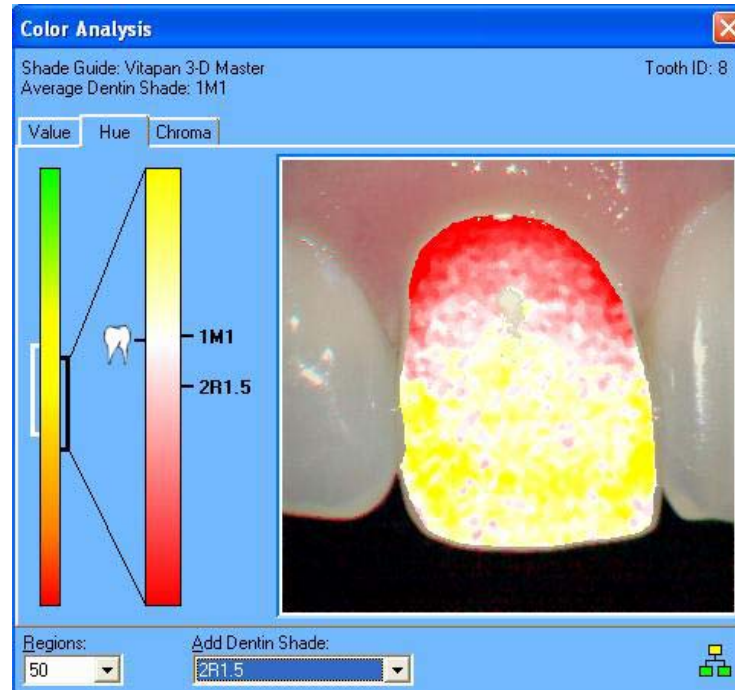 Color Analysis
Shade Guide: Vitapan 3-D Master
Tooth ID: 8
Average Dentin Shade: 1M1
Value
Hue
Chroma
1M1
2R1.5
Regions:
Add Dentin Shade:
50
2R1.5